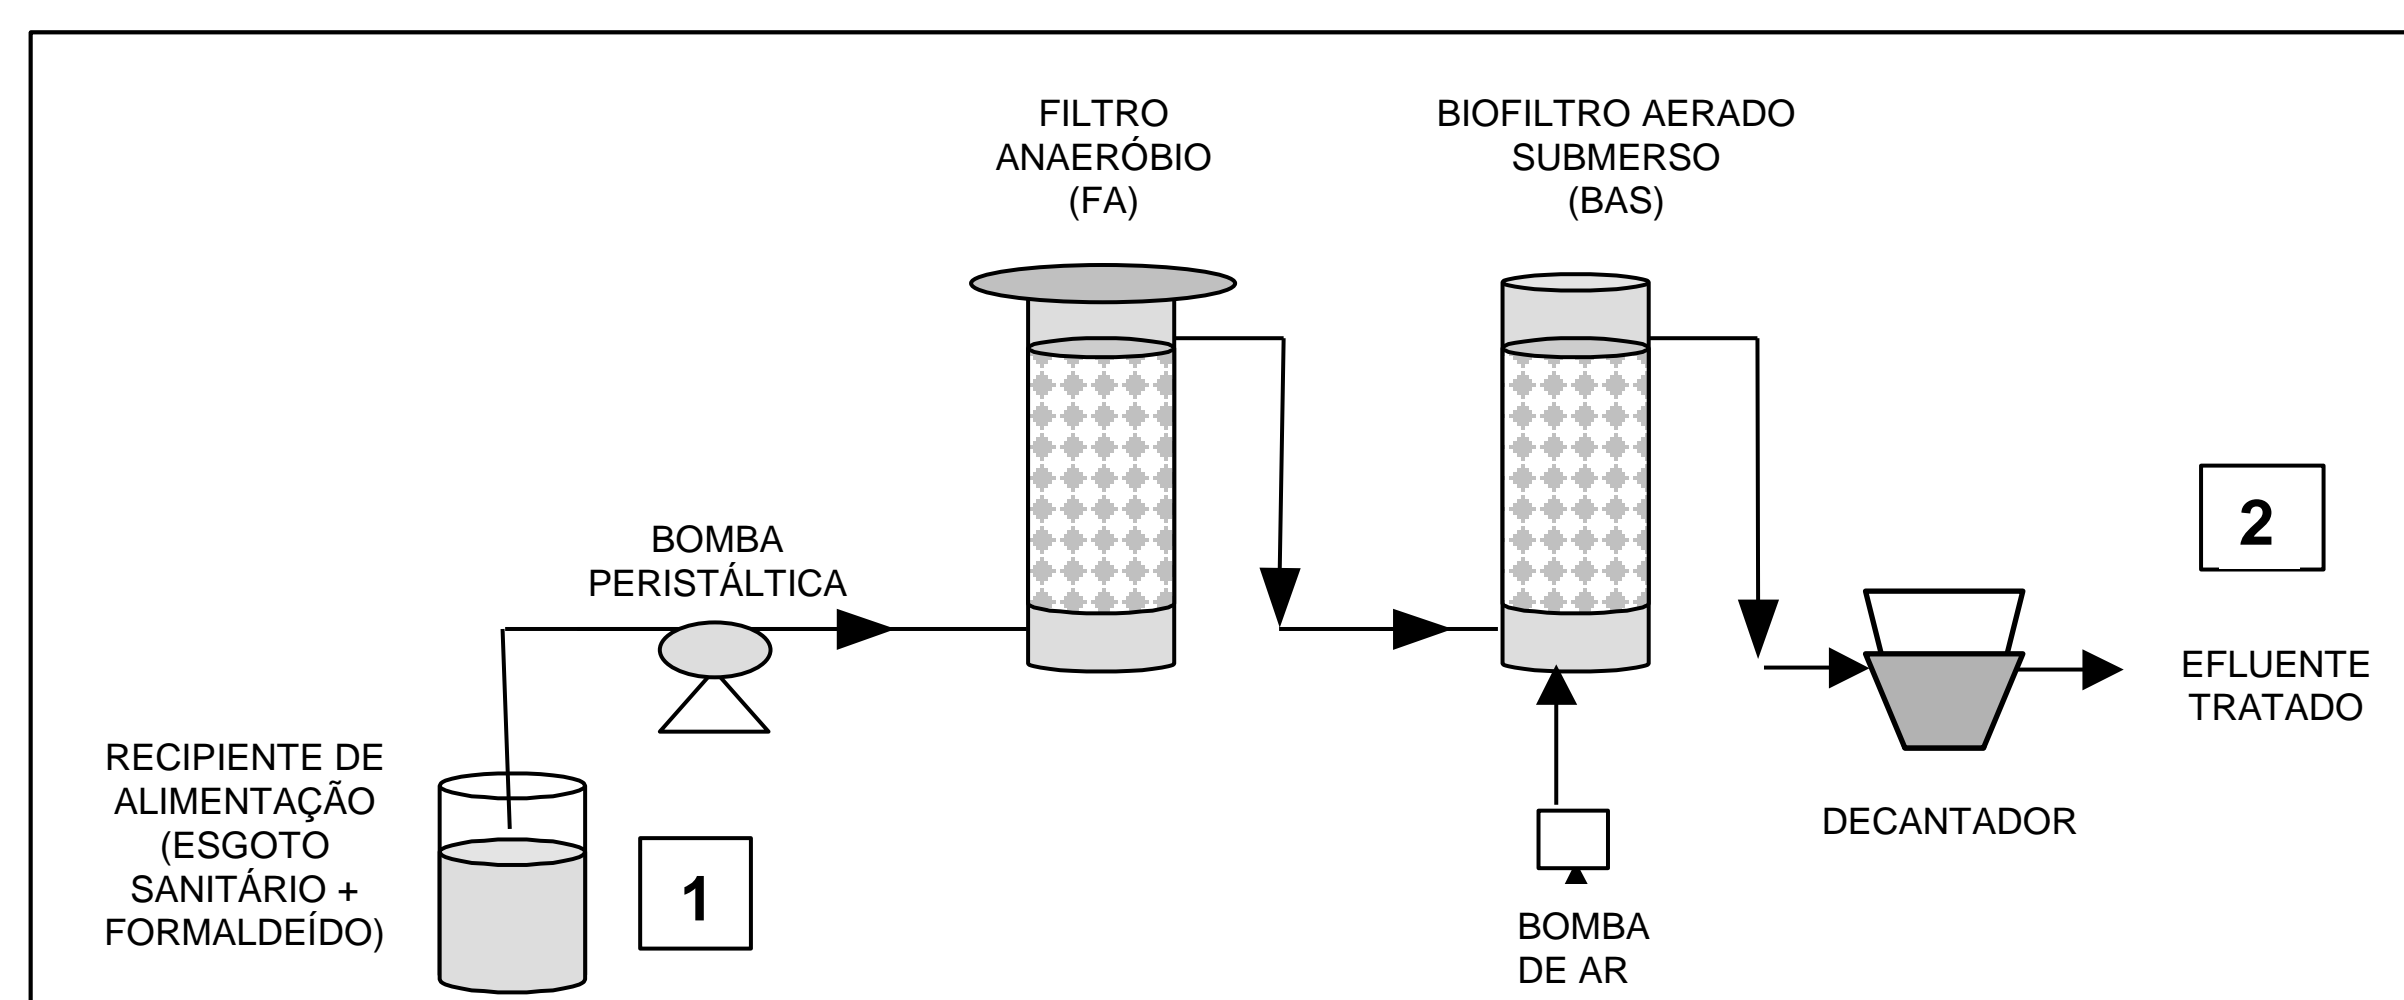 FILTRO
ANAERÓBIO
(FA)
BIOFILTRO AERADO
SUBMERSO
(BAS)
BOMBA
PERISTÁLTICA
2
EFLUENTE
TRATADO
RECIPIENTE DE
ALIMENTAÇÃO
(ESGOTO
SANITÁRIO +
FORMALDEÍDO)
1
DECANTADOR
BOMBA
DE AR